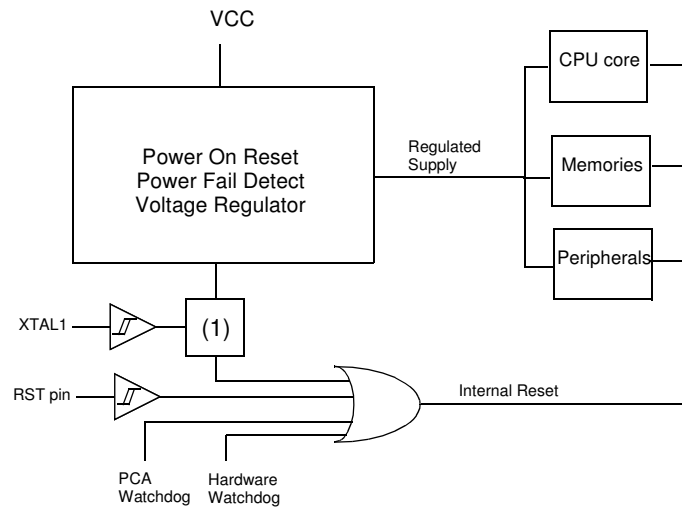 VCC
CPU core
Power On Reset
Power Fail Detect
Voltage Regulator
Regulated
Supply
Memories
Peripherals
XTAL1
(1)
RST pin
Internal Reset
PCA
Watchdog
Hardware
Watchdog